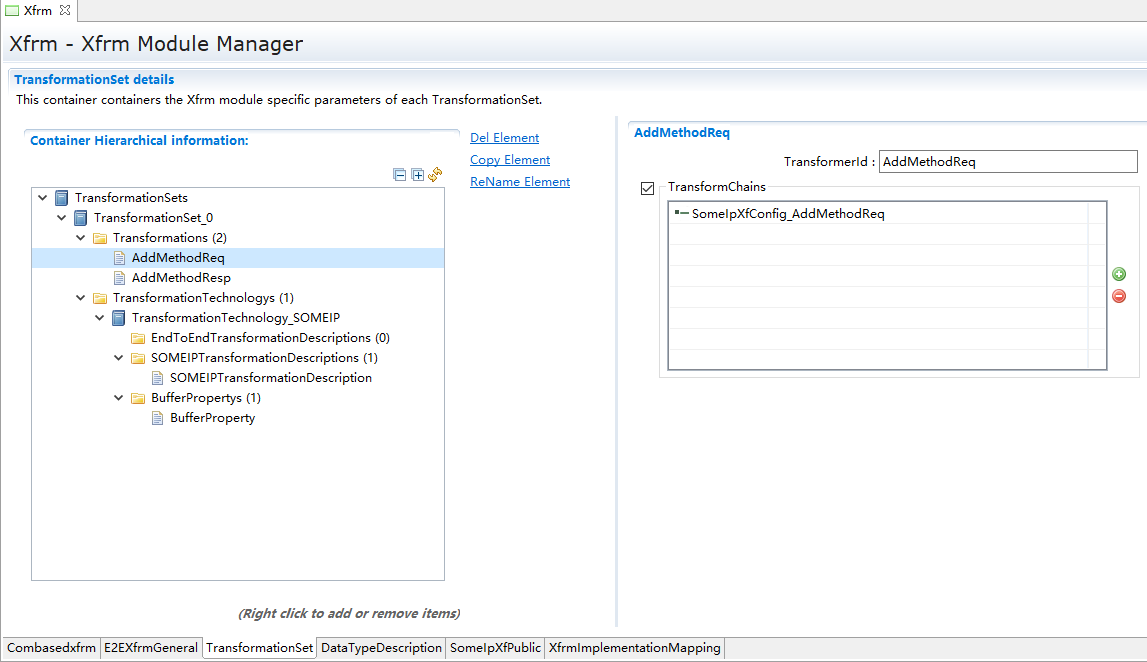 Xfrm
Xfrm - Xfrm Module Manager
TransformationSet details
This container containers the Xfrm module specific parameters of each TransformationSet.
Container Hierarchical information:
Del Element
Copy Element
ReName Element
TransformationSets
TransformationSet_0
Transformations (2)
AddMethodReq
AddMethodResp
TransformationTechnologys (1)
TransformationTechnology_SOMEIP
EndToEndTransformationDescriptions (0)
SOMEIPTransformationDescriptions (1)
SOMEIPTransformationDescription
BufferPropertys (1)
BufferProperty
(Right click to add or remove items)
AddMethodReq
TransformerId : AddMethodReq
TransformChains
SomeIpXfConfig_AddMethodReq
Combasedxfrm E2EXfrmGeneral TransformationSet DataTypeDescription SomeIpXfPublic XfrmImplementationMapping